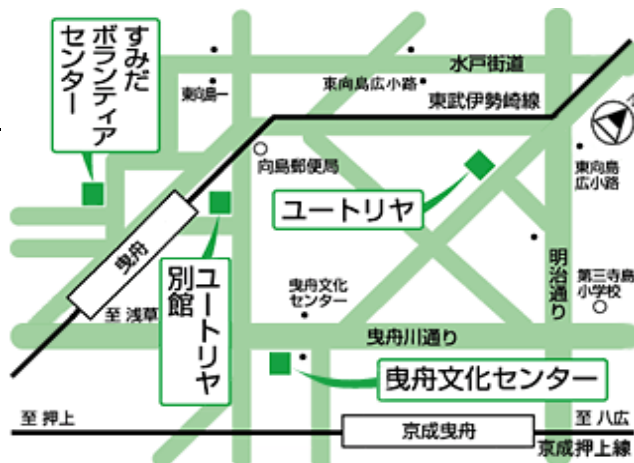 すみだ
ボランティア
センター
水戸街道
東向島一
東向島広小路
東武伊勢崎線
向島郵便局
ユートリヤ
東向島
広小路
曳舟
ユートリヤ
別館
至 浅草
曳舟文化
センター
明治通り
第三寺島
小学校
曳舟川通り
曳舟文化センター
至 押上
京成曳舟
至 八広
京成押上線